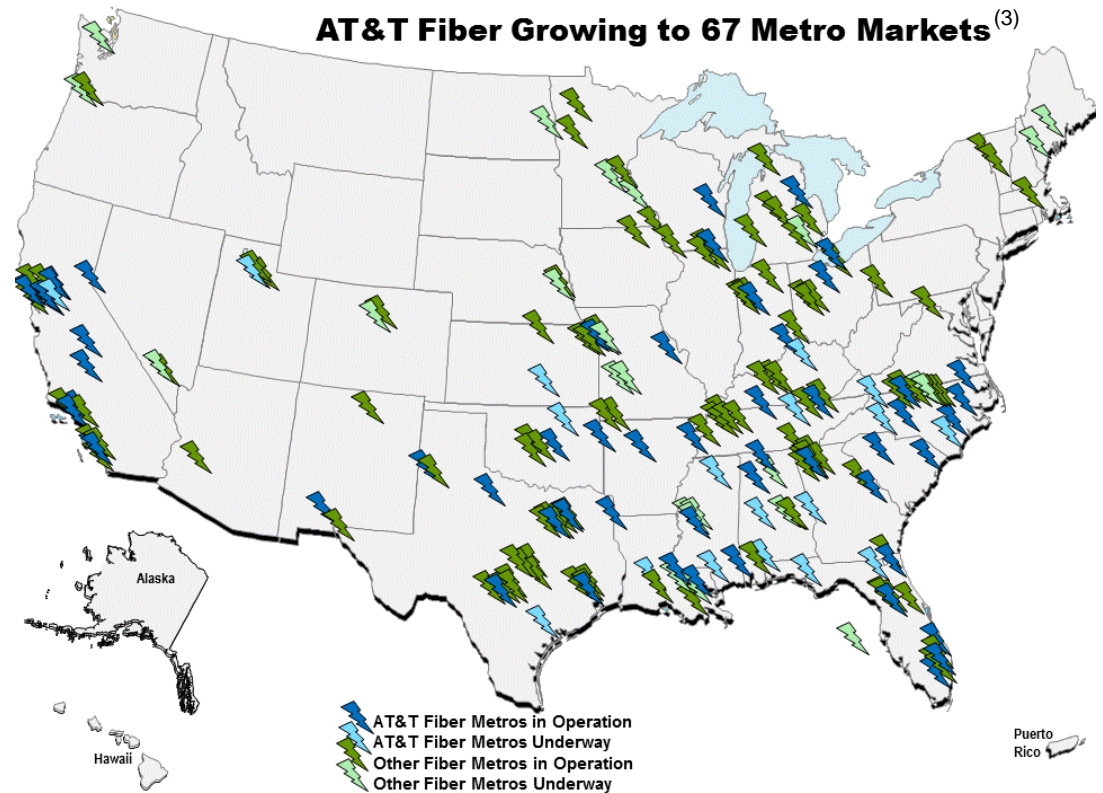 AT&T Fiber Growing to 67 Metro Markets(3)
Alaska
Hawaii
AT&T Fiber Metros in Operation
AT&T Fiber Metros Underway
Other Fiber Metros in Operation
Other Fiber Metros Underway
Puerto
Rico